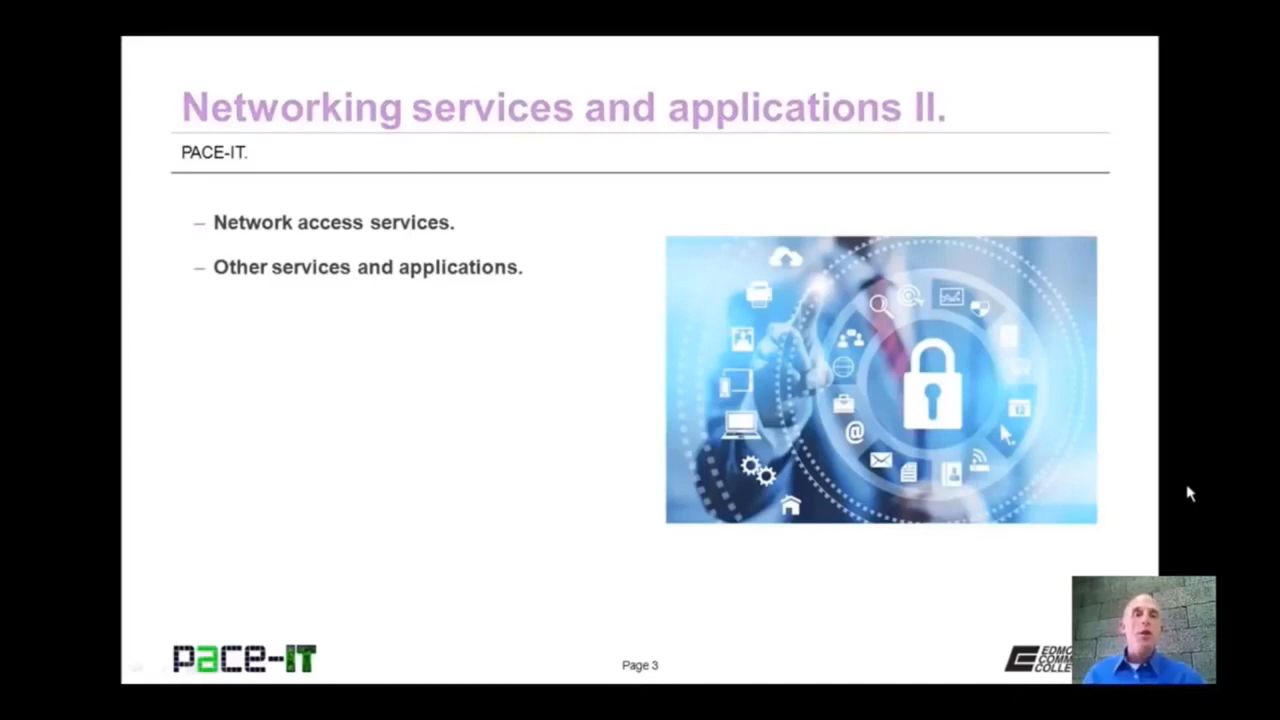 Networking services and applications II.
PACE-IT.
– Network access services.
– Other services and applications.
pace-IT
Page 3